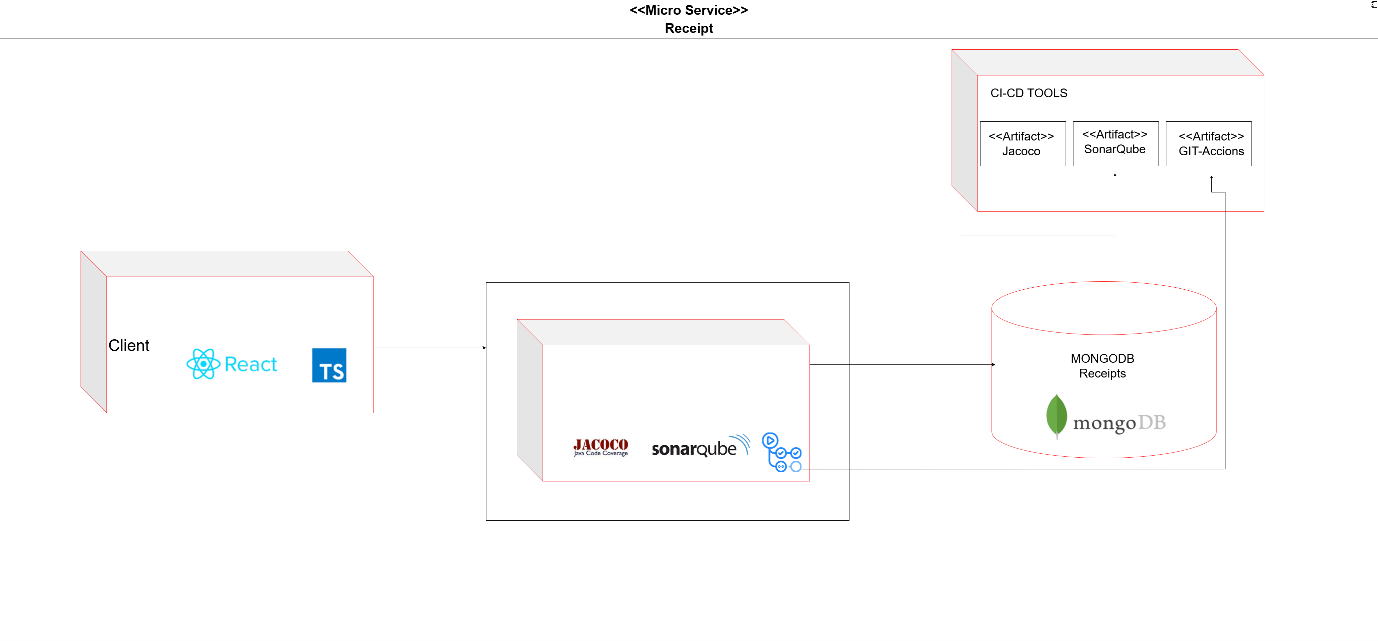 <<Micro Service>>
Receipt
CI-CD TOOLS
<<Artifact>>
Jacoco
<<Artifact>>
SonarQube
<<Artifact>>
GIT-Accions
Client
React
TS
JACOCO
Java Code Coverage
sonarqube
MONGODB
Receipts
mongoDB